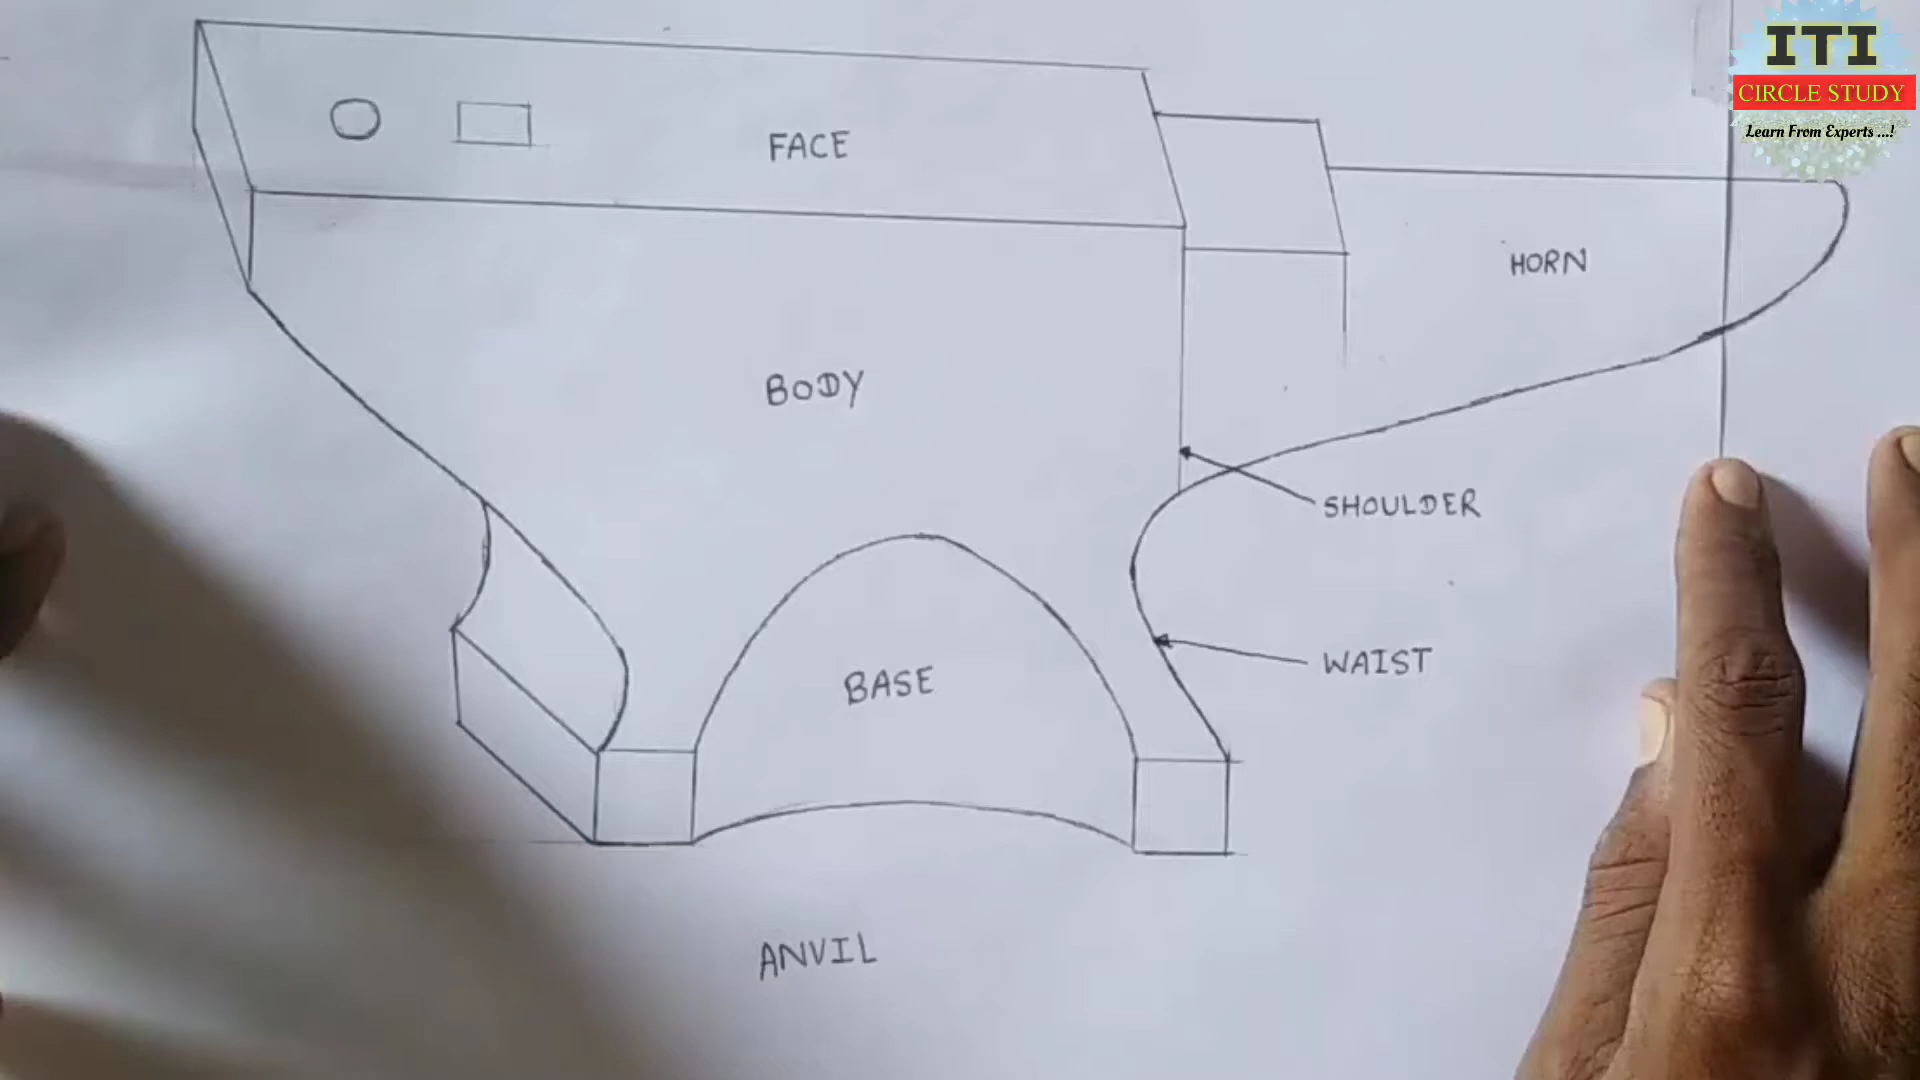 ITI
CIRCLE STUDY
Learn From Experts ...!
FACE
HORN
BODY
SHOULDER
WAIST
BASE
ANVIL